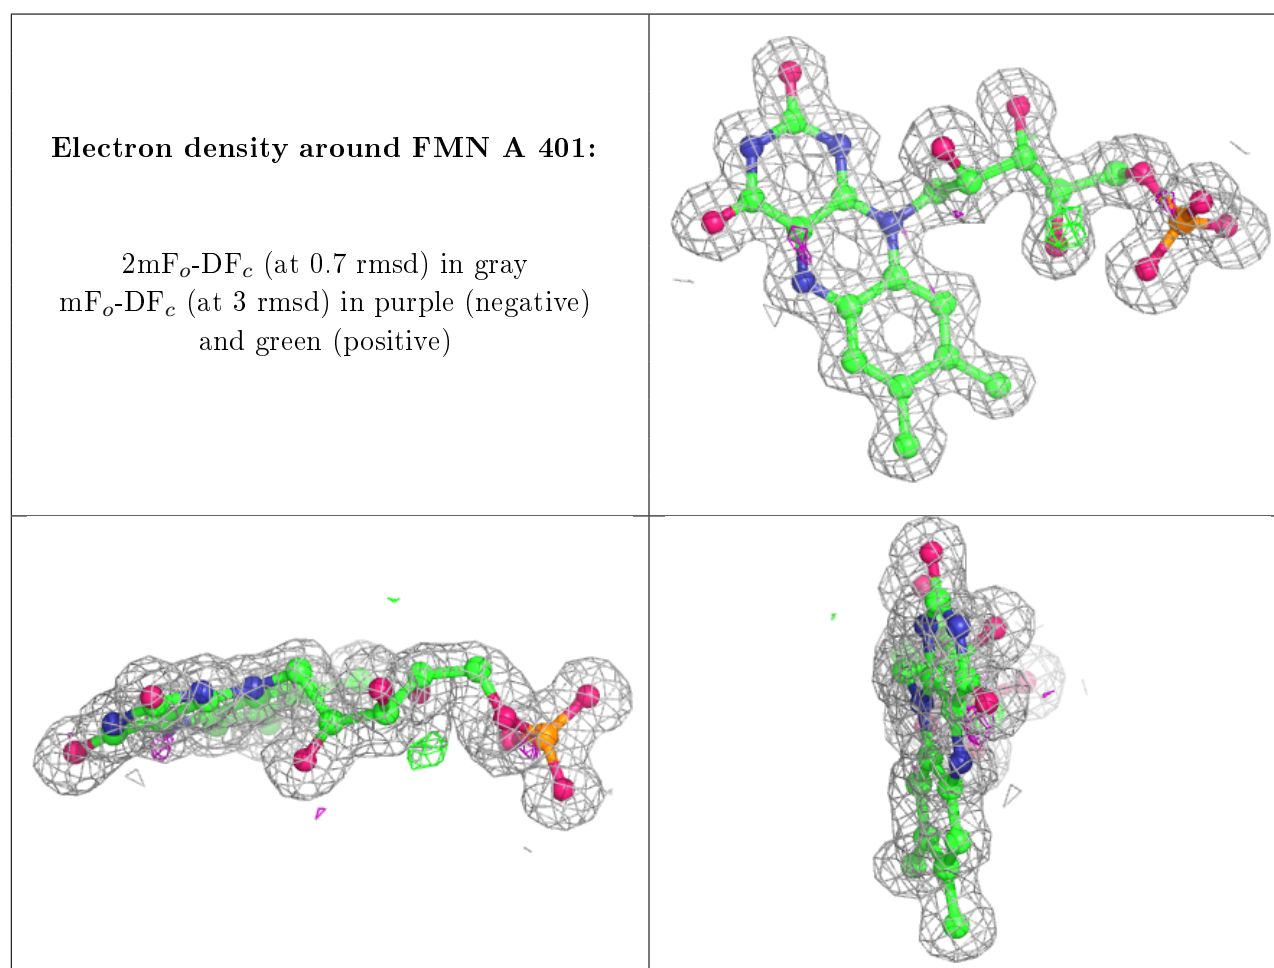 Electron density around FMN A 401:
2mFo-DFc (at 0.7 rmsd) in gray
mFo-DFc (at 3 rmsd) in purple (negative)
and green (positive)